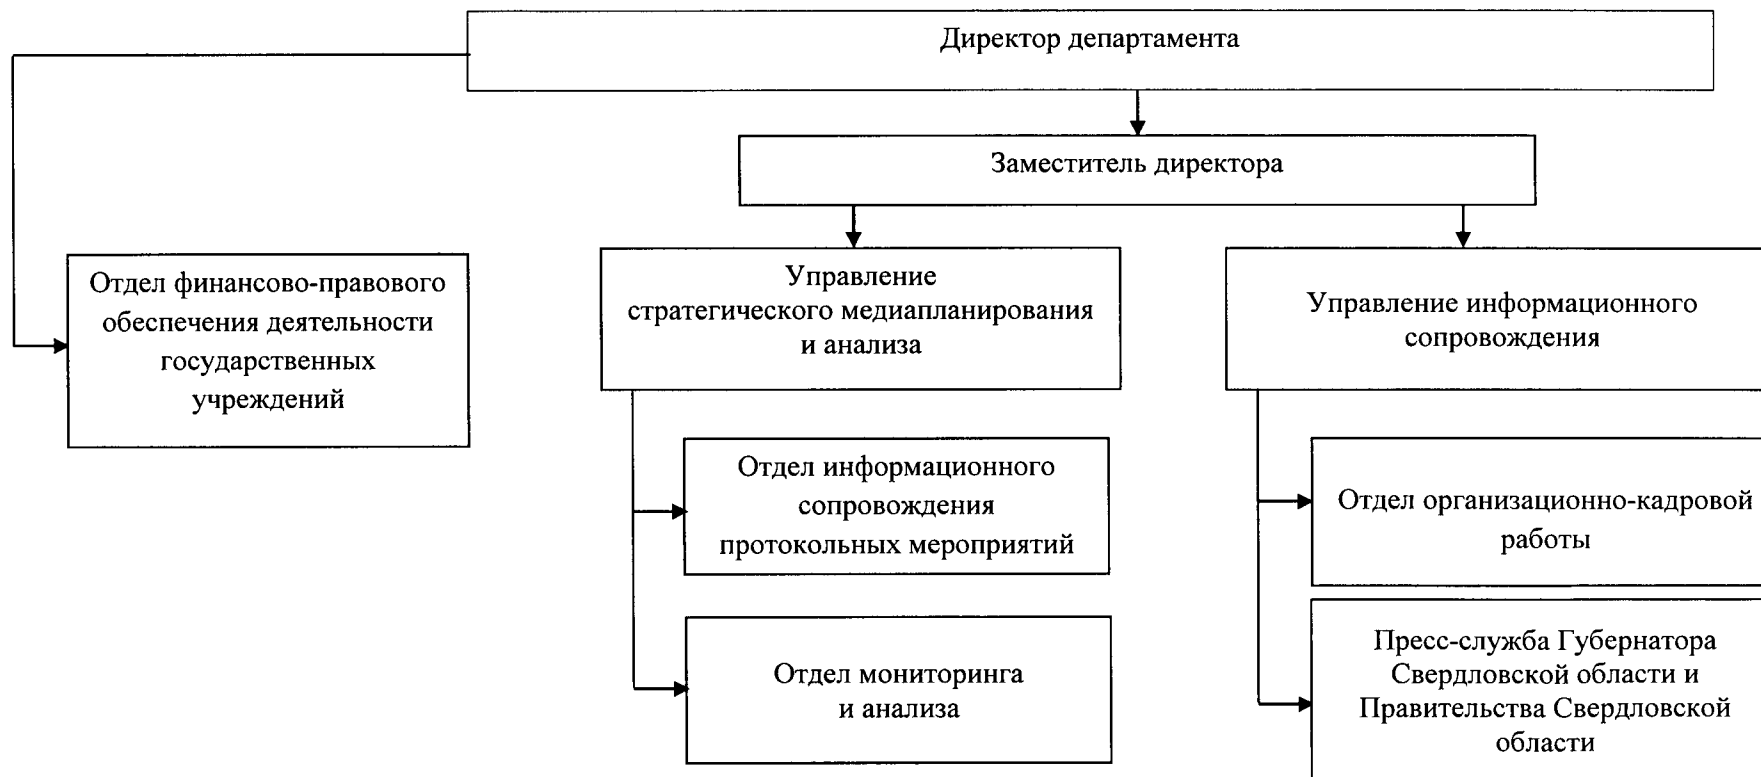 Директор департамента
Заместитель директора
Отдел финансово-правового
обеспечения деятельности
государственных
учреждений
Управление
стратегического медиапланирования
и анализа
Управление информационного
сопровождения
Отдел информационного
сопровождения
протокольных мероприятий
Отдел организационно-кадровой
работы
Отдел мониторинга
и анализа
Пресс-служба Губернатора
Свердловской области и
Правительства Свердловской
области